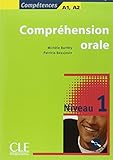 Compétences A1, A2
Compréhension
orale
Michèle Barféty
Patricia Beaujouin
Niveau 1
CLE
INTERNATIONAL